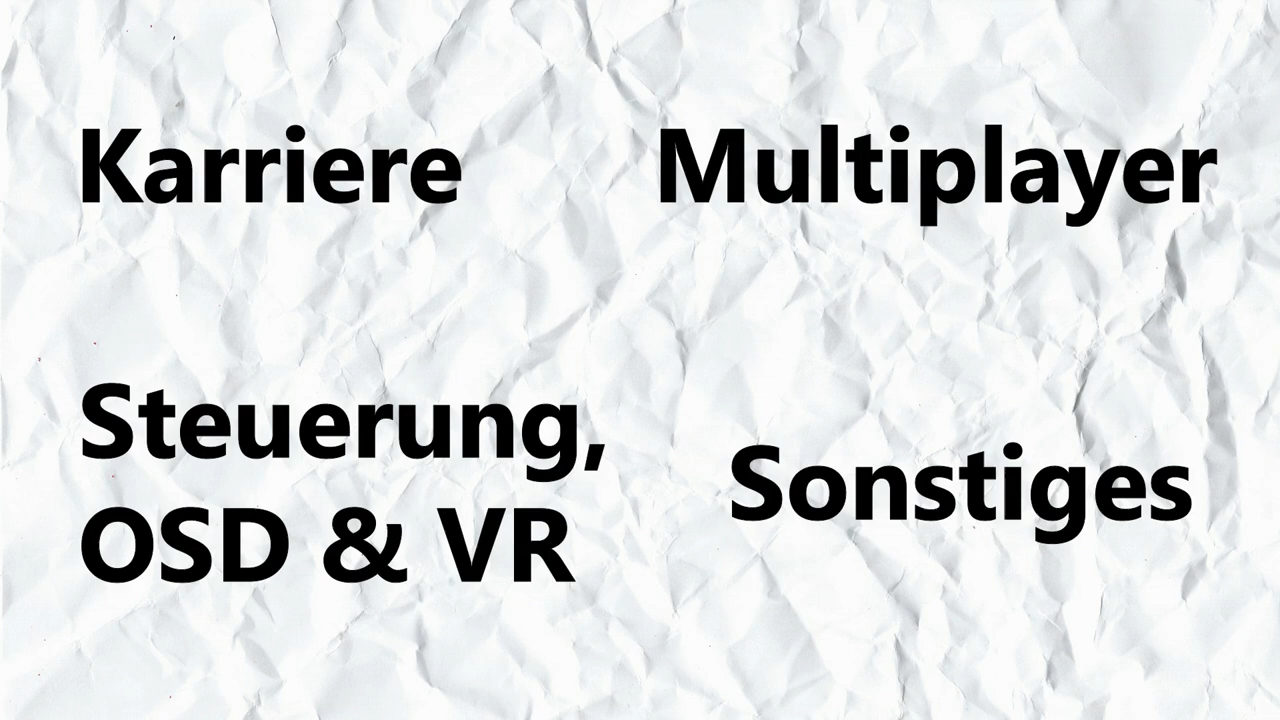 Karriere
Multiplayer
Steuerung,
OSD & VR
Sonstiges